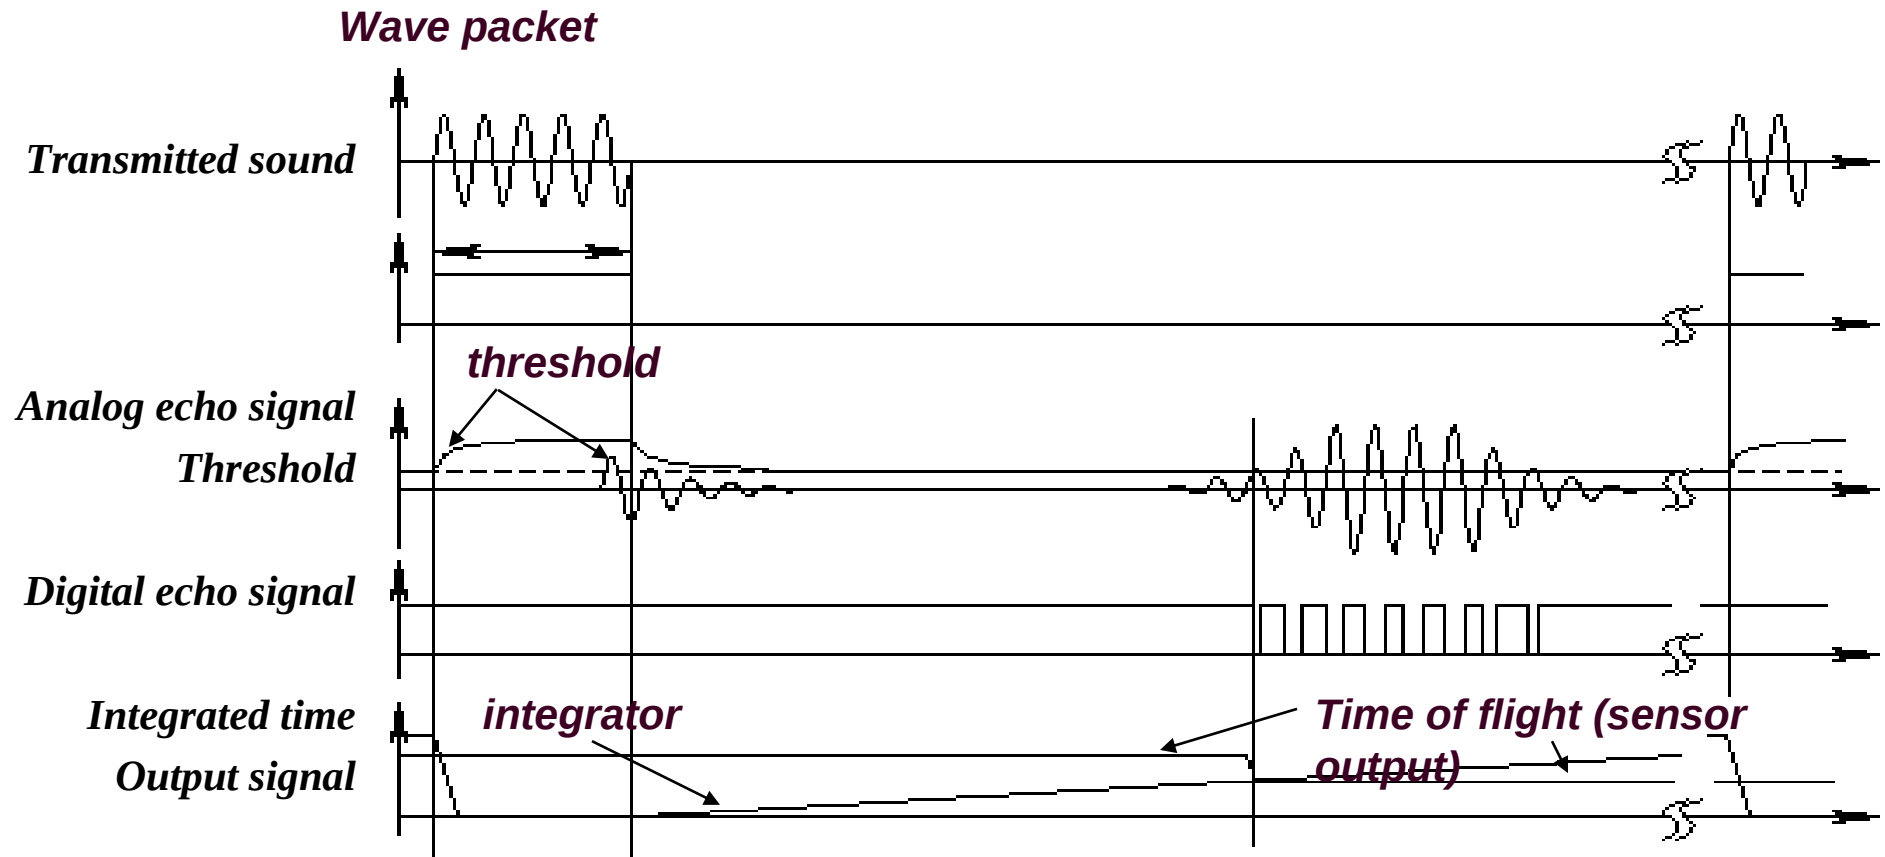 Wave packet
Transmitted sound
threshold
Analog echo signal
Threshold
Digital echo signal
Integrated time
integrator
Time of flight (sensor
output)
Output signal